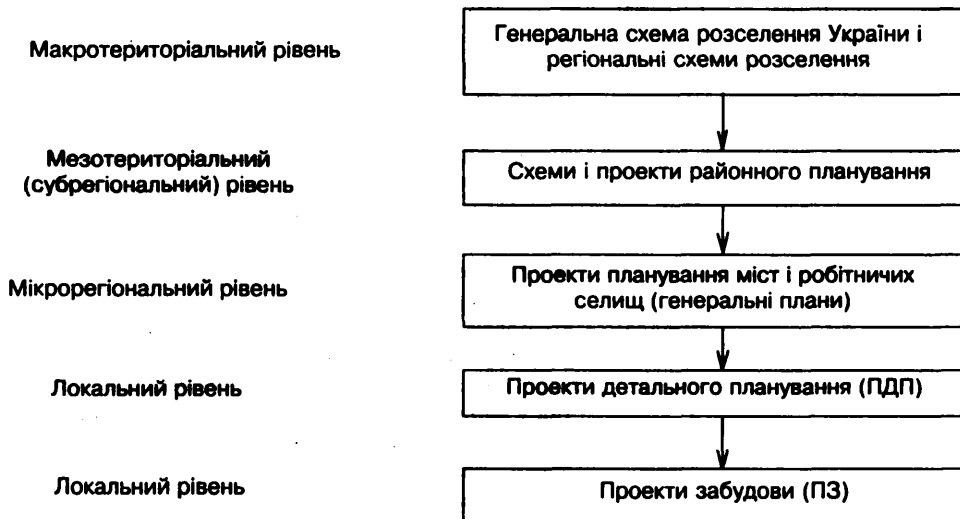 Макротериторіальний рівень
Генеральна схема розселення України і
регіональні схеми розселення
Мезотериторіальний
(субрегіональний) рівень
Схеми і проекти районного планування
Мікрорегіональний рівень
Проекти планування міст і робітничих
селищ (генеральні плани)
Локальний рівень
Проекти детального планування (ПДП)
Локальний рівень
Проекти забудови (ПЗ)